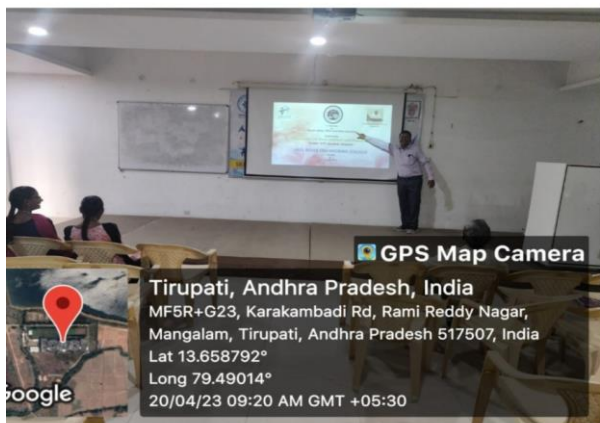 GPS Map Camera
Tirupati, Andhra Pradesh, India
MF5R+G23, Karakambadi Rd, Rami Reddy Nagar,
Mangalam, Tirupati, Andhra Pradesh 517507, India
Lat 13.658792°
Long 79.49014°
20/04/23 09:20 AM GMT +05:30
Google